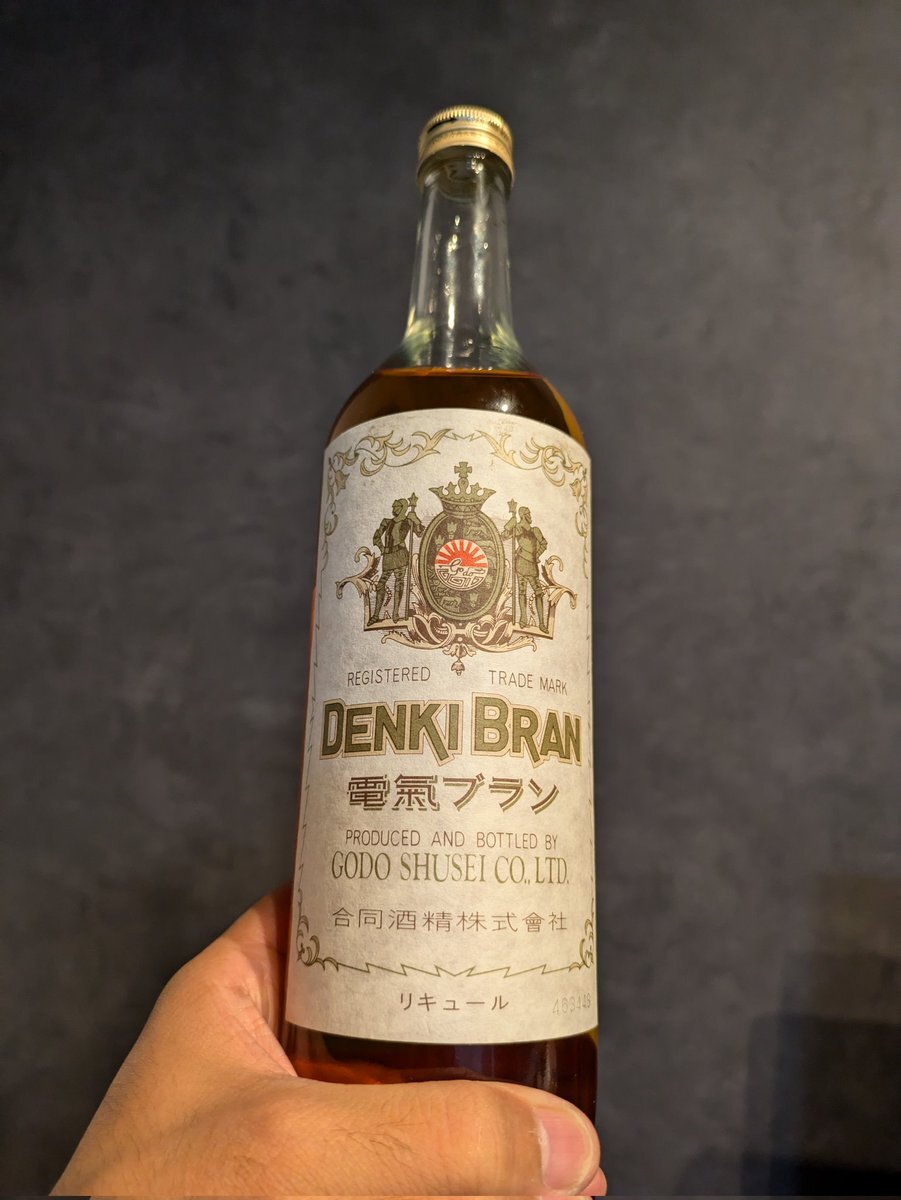 Godo
REGISTERED TRADE MARK
DENKI BRAN
電氣ブラン
PRODUCED AND BOTTLED BY
GODO SHUSEI CO., LTD.
合同酒精株式會社
リキュール